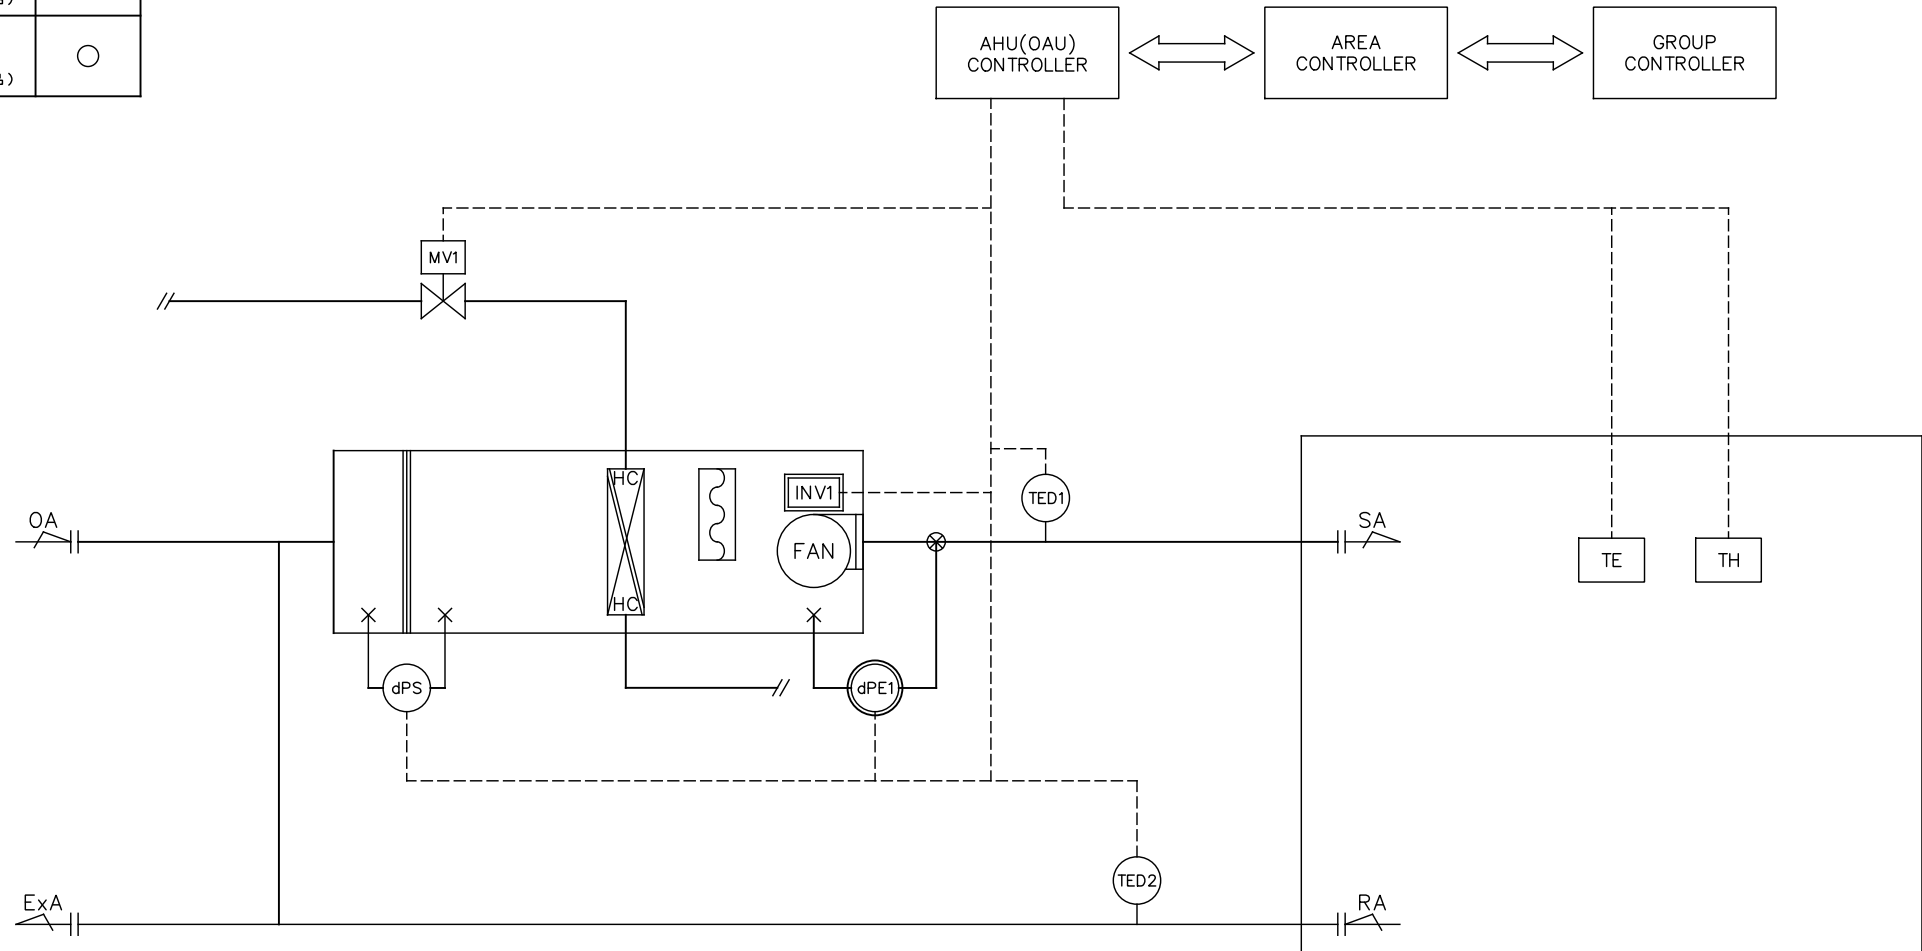 %)
AHU(OAU)
CONTROLLER
AREA
CONTROLLER
GROUP
CONTROLLER
MV1
HC
INV1
TED1
OA
FAN
SA
TE
TH
HC
dPS
dPE1
TED2
ExA
RA